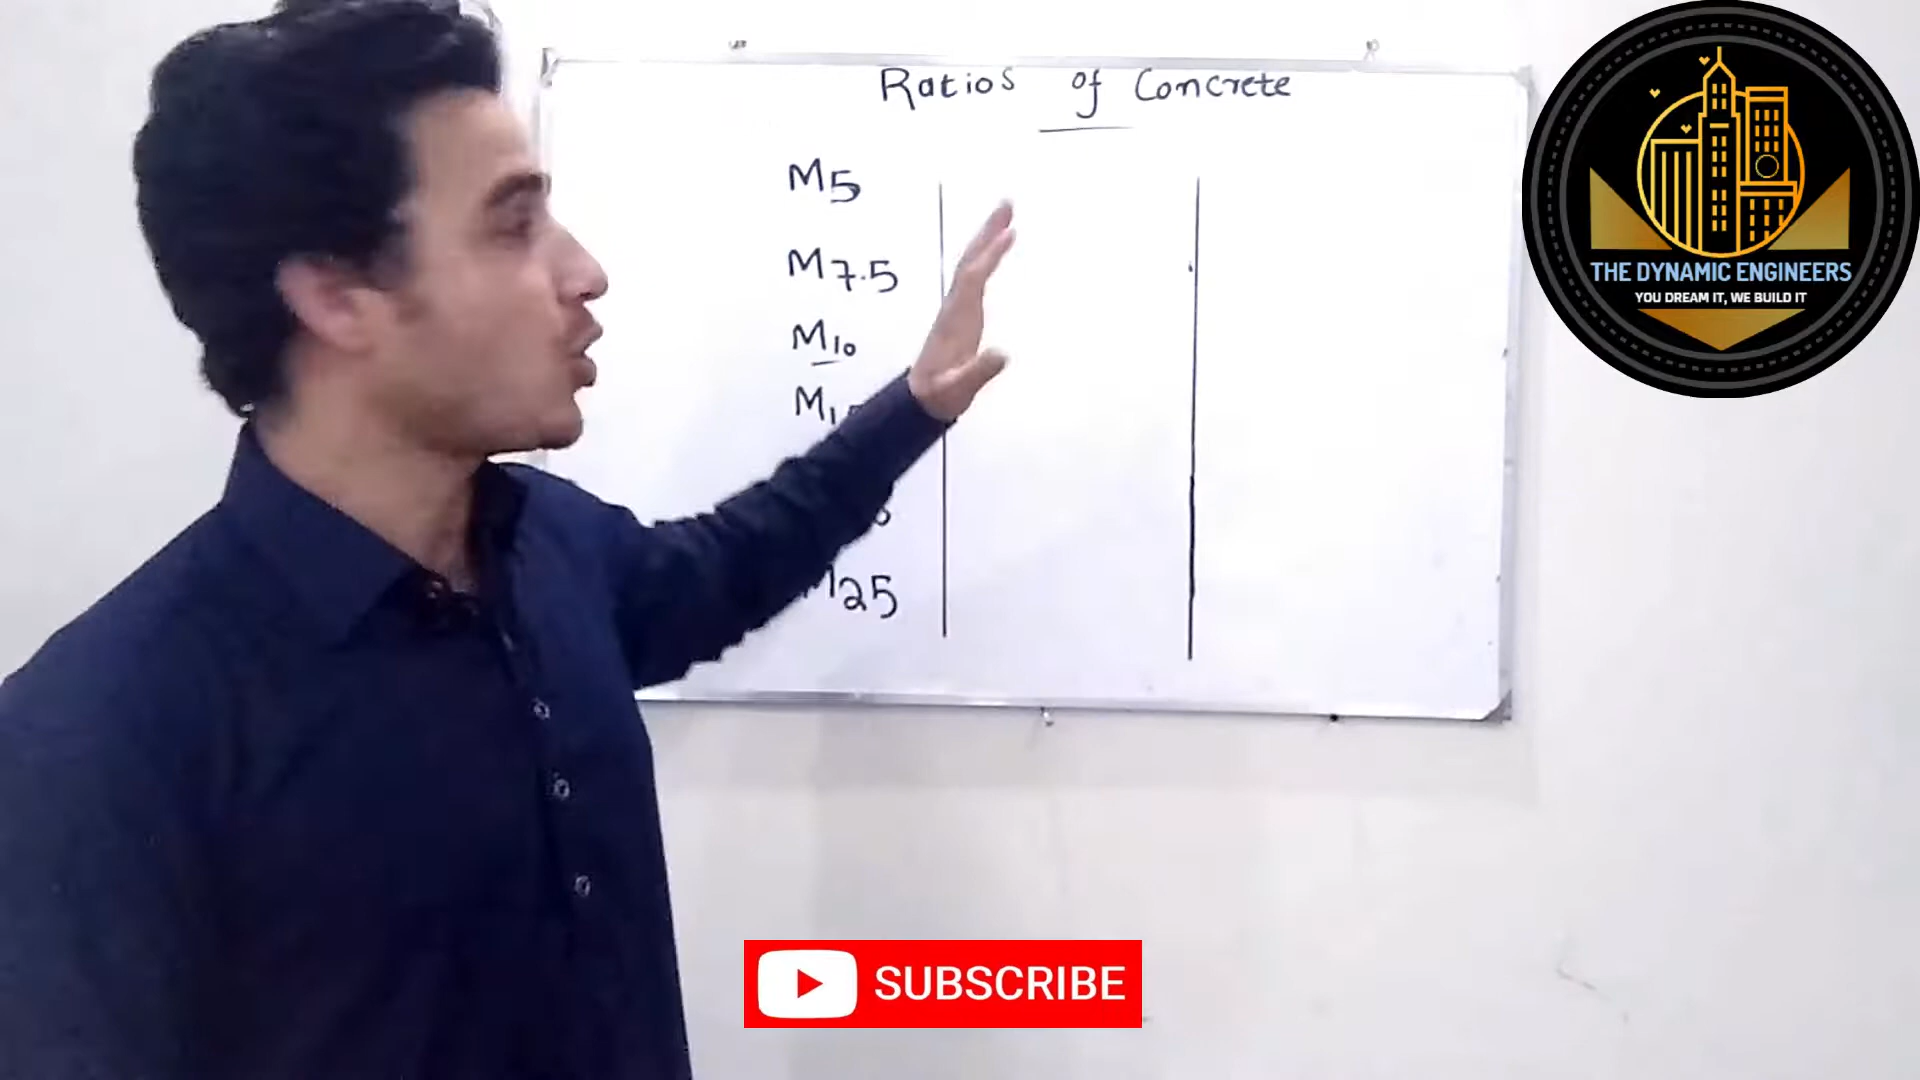 Ratios of Concrete
M5
M7.5
M10
M25
THE DYNAMIC ENGINEERS
YOU DREAM IT, WE BUILD IT
SUBSCRIBE